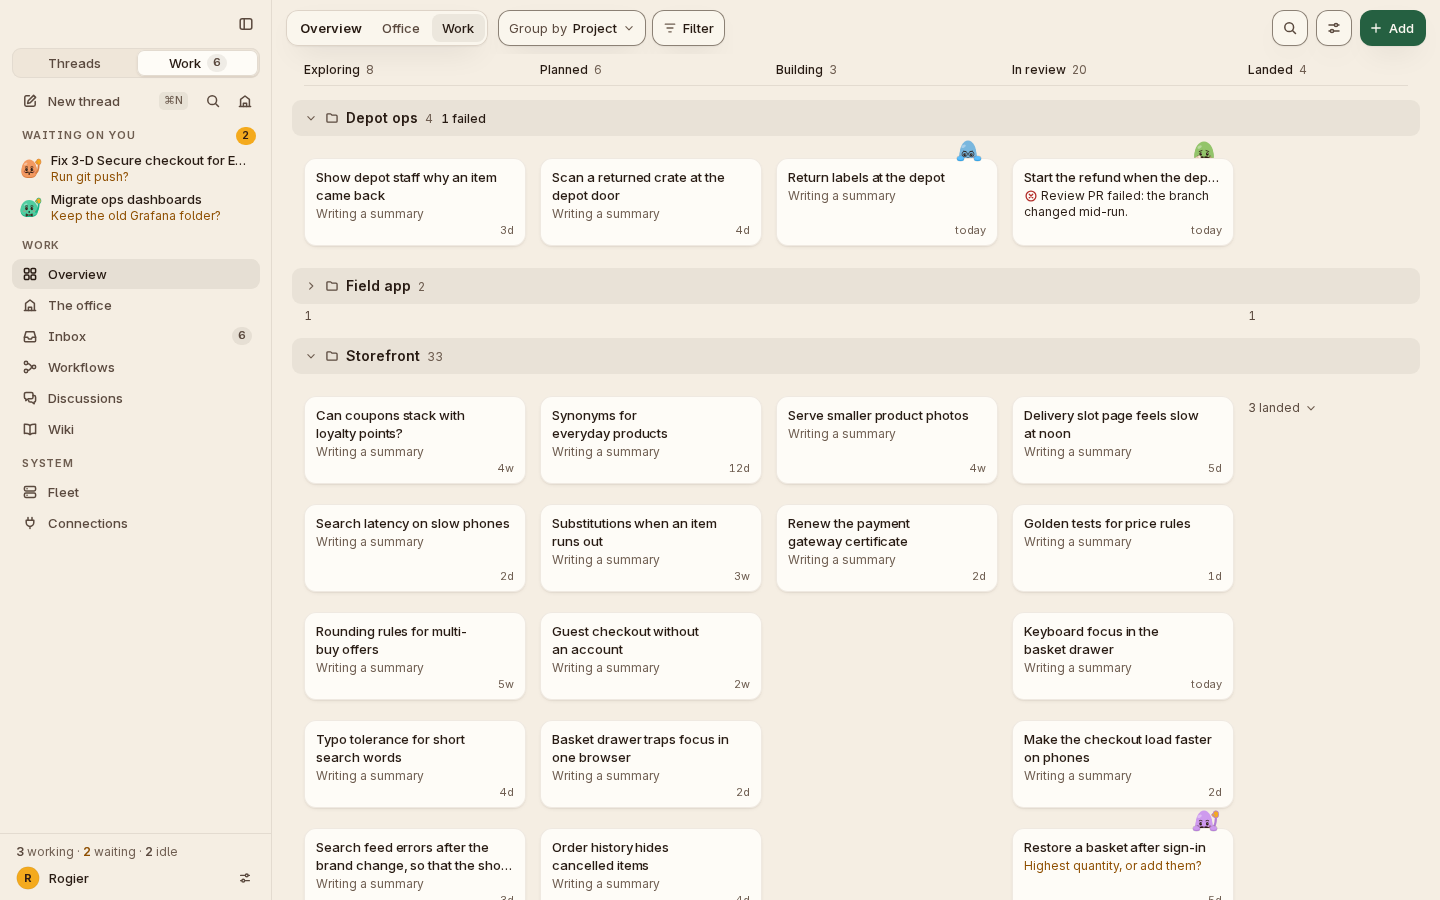 Threads
Work 6
New thread ⌘N
WAITING ON YOU 2
Fix 3-D Secure checkout for E…
Run git push?
Migrate ops dashboards
Keep the old Grafana folder?
WORK
Overview
The office
Inbox 6
Workflows
Discussions
Wiki
SYSTEM
Fleet
Connections
3 working · 2 waiting · 2 idle
R Rogier
Overview Office Work
Group by Project
Filter
Add
Exploring 8
Planned 6
Building 3
In review 20
Landed 4
Depot ops 4 1 failed
Show depot staff why an item
came back
Writing a summary
3d
Scan a returned crate at the
depot door
Writing a summary
4d
Return labels at the depot
Writing a summary
today
Start the refund when the dep…
Review PR failed: the branch
changed mid-run.
today
Field app 2
1
1
Storefront 33
Can coupons stack with
loyalty points?
Writing a summary
4w
Synonyms for
everyday products
Writing a summary
12d
Serve smaller product photos
Writing a summary
4w
Delivery slot page feels slow
at noon
Writing a summary
5d
3 landed
Search latency on slow phones
Writing a summary
2d
Substitutions when an item
runs out
Writing a summary
3w
Renew the payment
gateway certificate
Writing a summary
2d
Golden tests for price rules
Writing a summary
1d
Rounding rules for multi-
buy offers
Writing a summary
5w
Guest checkout without
an account
Writing a summary
2w
Keyboard focus in the
basket drawer
Writing a summary
today
Typo tolerance for short
search words
Writing a summary
4d
Basket drawer traps focus in
one browser
Writing a summary
2d
Make the checkout load faster
on phones
Writing a summary
2d
Search feed errors after the
brand change, so that the sho…
Writing a summary
3d
Order history hides
cancelled items
Writing a summary
4d
Restore a basket after sign-in
Highest quantity, or add them?
5d